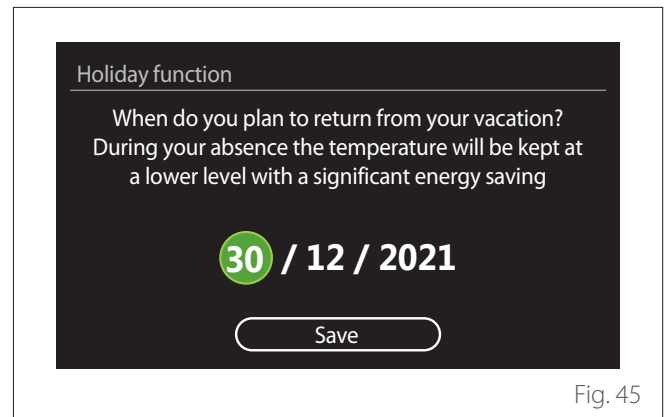 Holiday function
When do you plan to return from your vacation?
During your absence the temperature will be kept at
a lower level with a significant energy saving
30 / 12 / 2021
Save
Fig. 45